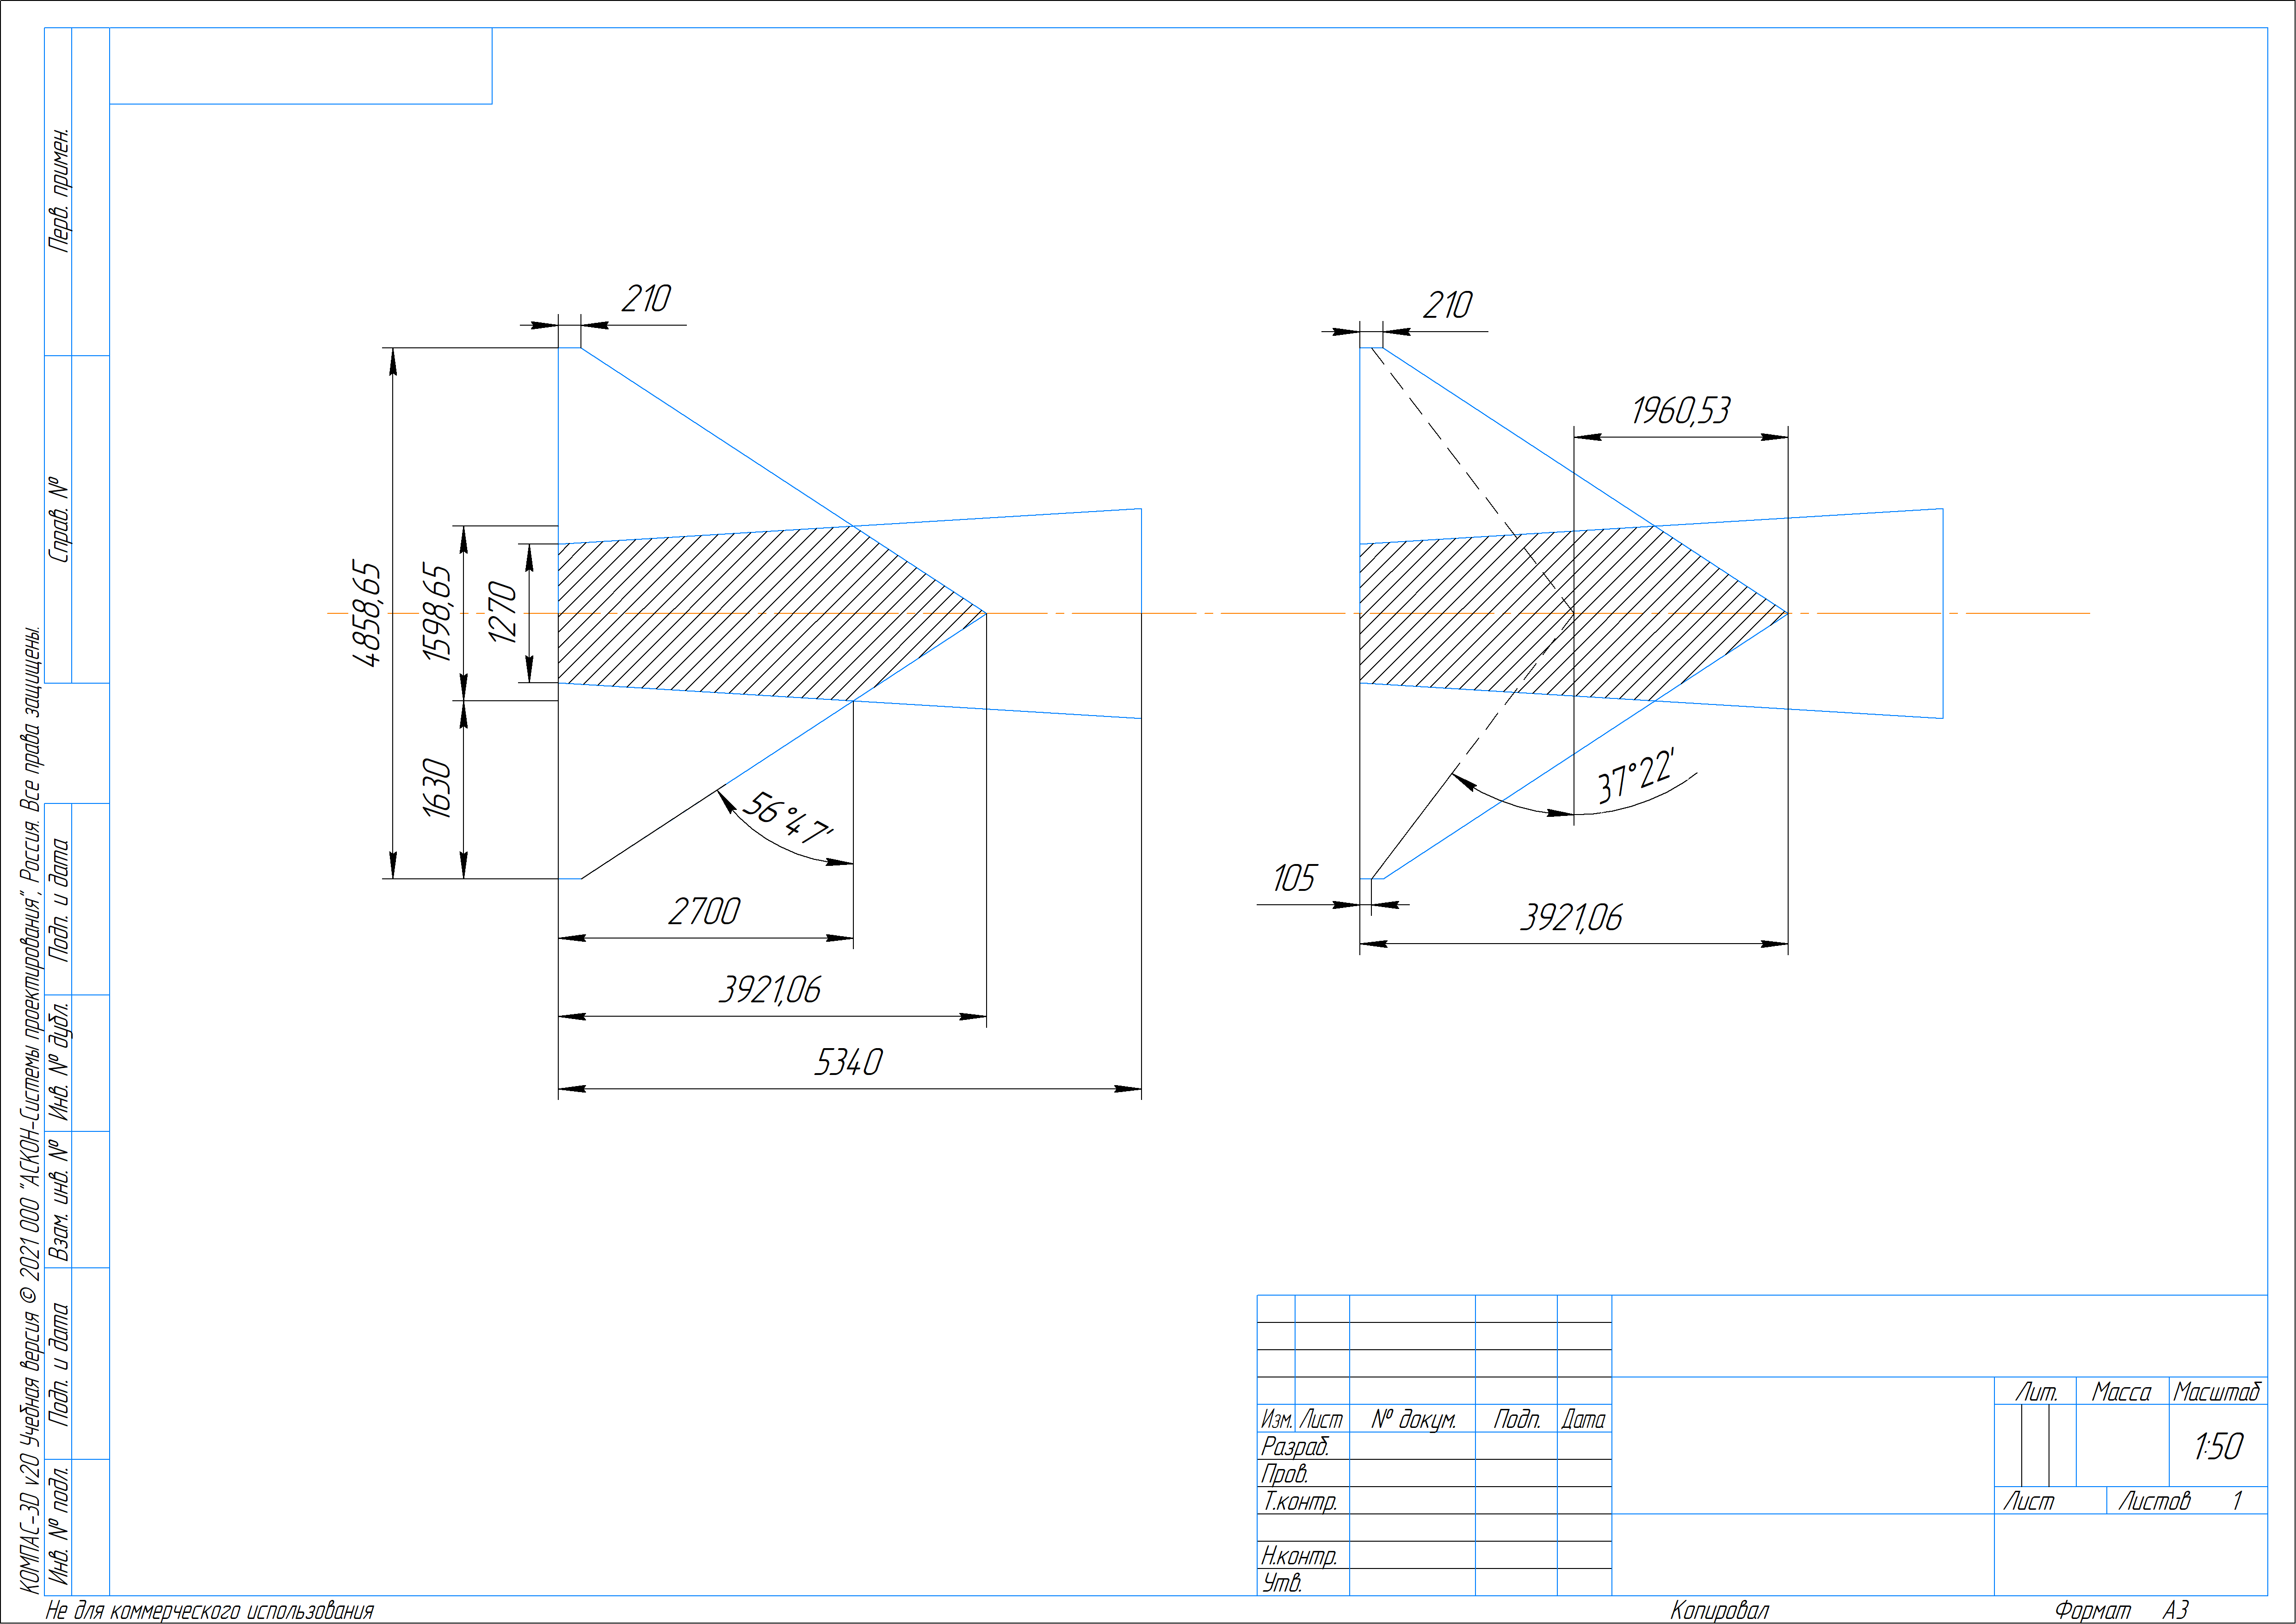 Перв. примен.
Справ. №
Подп. и дата
Инв. № дубл.
Взам. инв. №
Подп. и дата
Инв. № подл.
КОМПАС-3D v20 Учебная версия © 2021 ООО "АСКОН-Системы проектирования", Россия. Все права защищены.
210
4858,65
1598,65
1270
1630
56°47'
2700
3921,06
5340
210
1960,53
37°22'
105
3921,06
Лит. Масса Масштаб
Изм. Лист № докум. Подп. Дата
Разраб.
1:50
Пров.
Т.контр.
Лист Листов 1
Н.контр.
Утв.
Не для коммерческого использования
Копировал
Формат А3